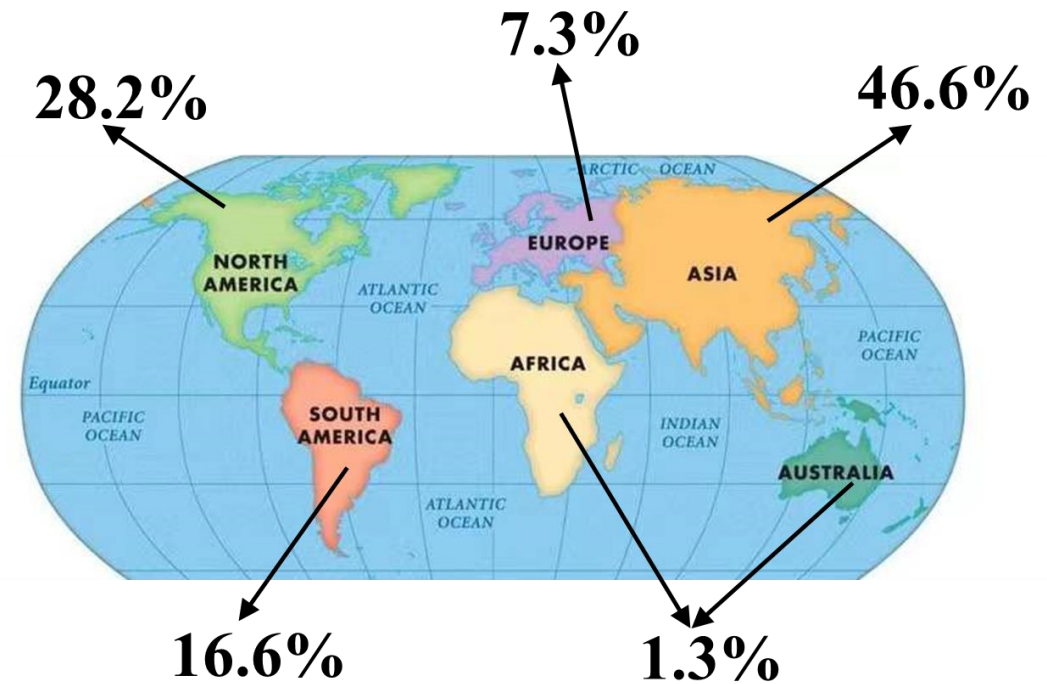 7.3%
28.2%
46.6%
ARCTIC OCEAN
EUROPE
NORTH
AMERICA
ASIA
ATLANTIC
OCEAN
PACIFIC
OCEAN
AFRICA
Equator
PACIFIC
OCEAN
SOUTH
AMERICA
INDIAN
OCEAN
AUSTRALIA
ATLANTIC
OCEAN
16.6%
1.3%